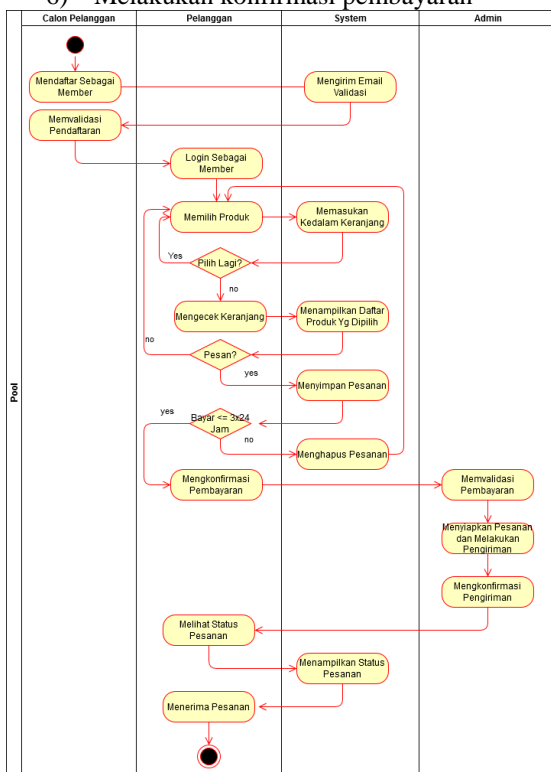 6) Melakukan konfirmasi pembayaran
Calon Pelanggan
Pelanggan
System
Admin
Pool
Mendaftar Sebagai
Member
Mengirim Email
Validasi
Memvalidasi
Pendaftaran
Login Sebagai
Member
Memilih Produk
Memasukan
Kedalam Keranjang
Yes
Pilih Lagi?
no
Mengecek Keranjang
Menampilkan Daftar
Produk Yg Dipilih
no
Pesan?
yes
Menyimpan Pesanan
yes
Bayar <= 3x24
Jam
no
Menghapus Pesanan
Mengkonfirmasi
Pembayaran
Memvalidasi
Pembayaran
Menyiapkan Pesanan
dan Melakukan
Pengiriman
Mengkonfirmasi
Pengiriman
Melihat Status
Pesanan
Menampilkan Status
Pesanan
Menerima Pesanan